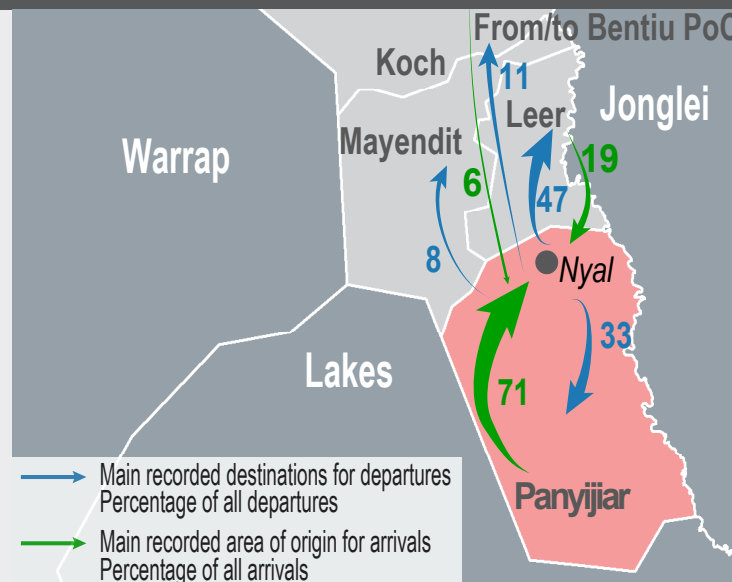 From/to Bentiu PoC
Koch
11
Leer
Jonglei
Mayendit
Warrap
19
6
47
8
Nyal
33
Lakes
71
Panyijiar
Main recorded destinations for departures
Percentage of all departures
Main recorded area of origin for arrivals
Percentage of all arrivals